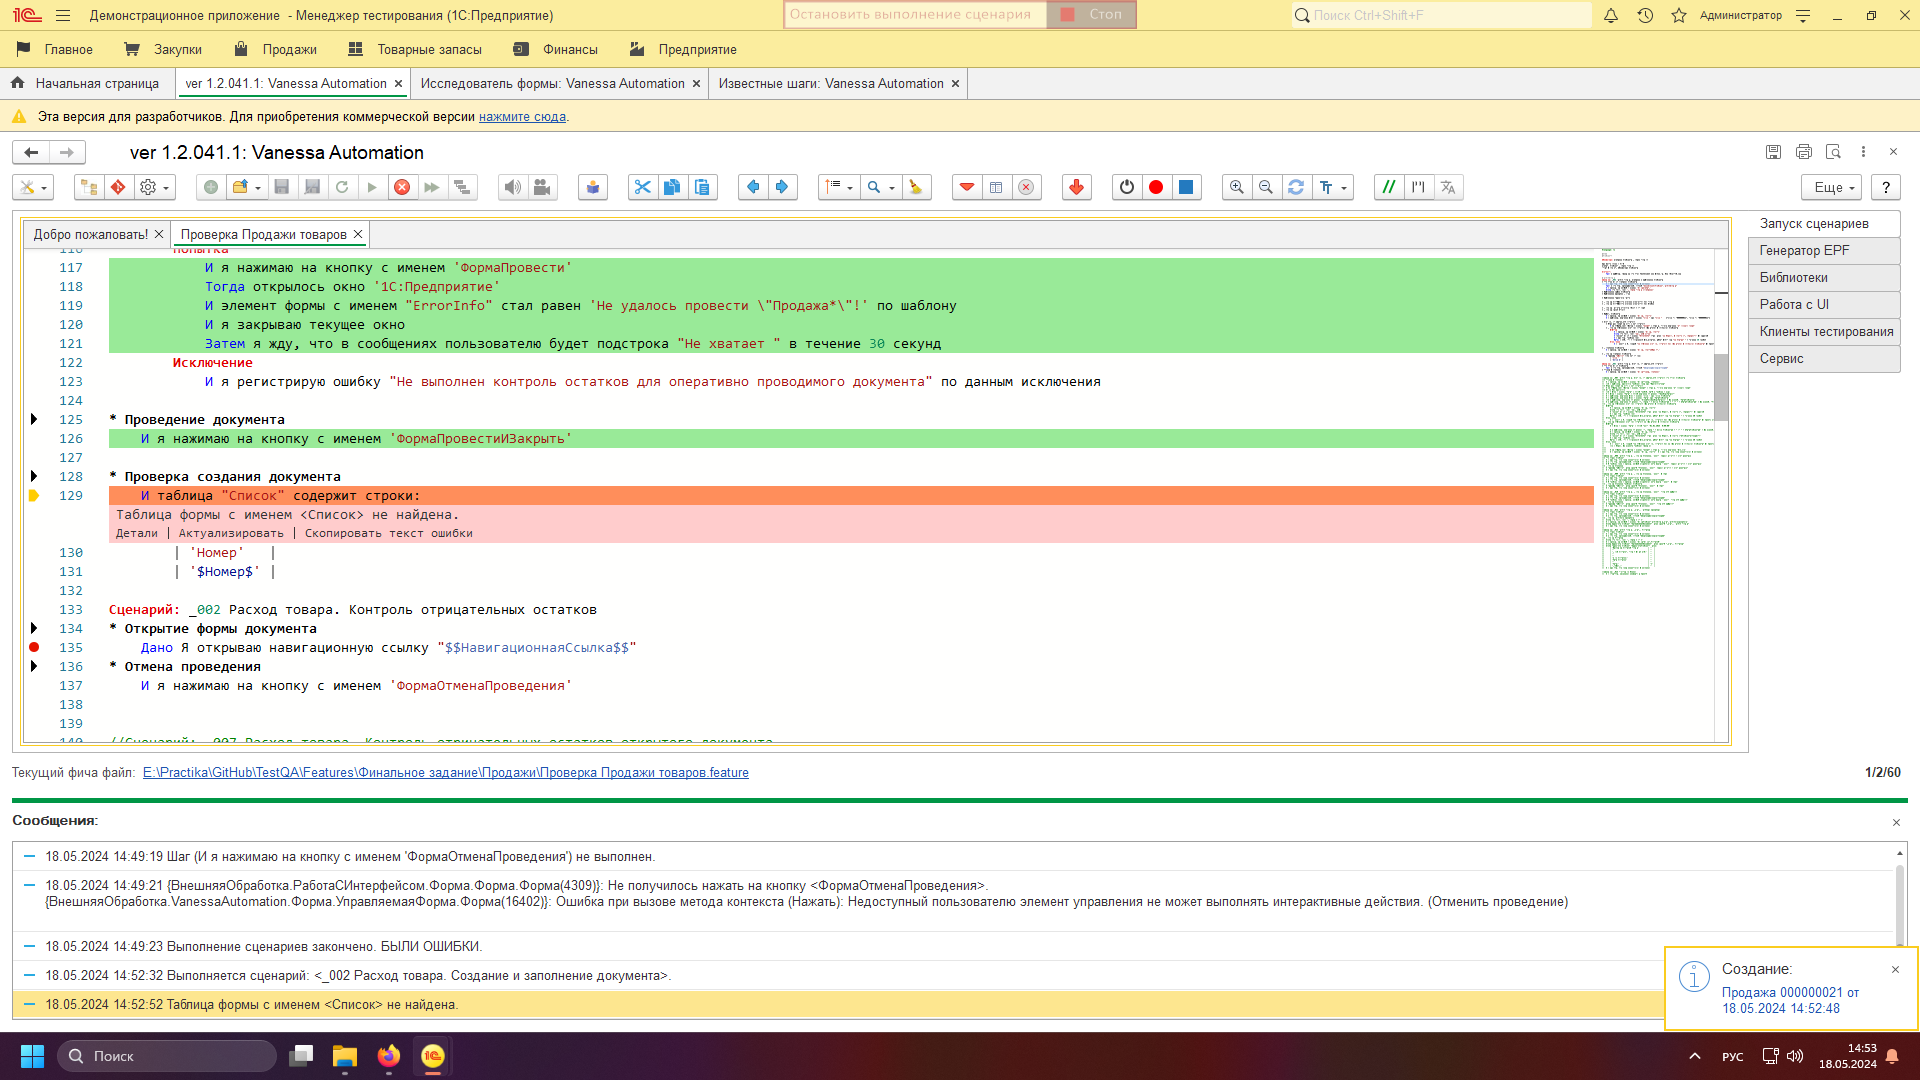 Демонстрационное приложение - Менеджер тестирования (1С:Предприятие)
Остановить выполнение сценария
Стоп
Поиск Ctrl+Shift+F
Администратор
Главное
Закупки
Продажи
Товарные запасы
Финансы
Предприятие
Начальная страница
ver 1.2.041.1: Vanessa Automation
Исследователь формы: Vanessa Automation
Известные шаги: Vanessa Automation
Эта версия для разработчиков. Для приобретения коммерческой версии нажмите сюда.
ver 1.2.041.1: Vanessa Automation
Еще
?
Добро пожаловать!
Проверка Продажи товаров
116 Попытка
117 И я нажимаю на кнопку с именем 'ФормаПровести'
118 Тогда открылось окно '1С:Предприятие'
119 И элемент формы с именем "ErrorInfo" стал равен 'Не удалось провести \"Продажа*\"!' по шаблону
120 И я закрываю текущее окно
121 Затем я жду, что в сообщениях пользователю будет подстрока "Не хватает " в течение 30 секунд
122 Исключение
123 И я регистрирую ошибку "Не выполнен контроль остатков для оперативно проводимого документа" по данным исключения
124
125 * Проведение документа
126 И я нажимаю на кнопку с именем 'ФормаПровестиИЗакрыть'
127
128 * Проверка создания документа
129 И таблица "Список" содержит строки:
Таблица формы с именем <Список> не найдена.
Детали | Актуализировать | Скопировать текст ошибки
130 | 'Номер' |
131 | '$Номер$' |
132
133 Сценарий: _002 Расход товара. Контроль отрицательных остатков
134 * Открытие формы документа
135 Дано Я открываю навигационную ссылку "$$НавигационнаяСсылка$$"
136 * Отмена проведения
137 И я нажимаю на кнопку с именем 'ФормаОтменаПроведения'
138
139
140 //Сценарий: _007 Расход товара. Контроль отрицательных остатков открытого документа
Запуск сценариев
Генератор EPF
Библиотеки
Работа с UI
Клиенты тестирования
Сервис
Текущий фича файл: E:\Practika\GitHub\TestQA\Features\Финальное задание\Продажи\Проверка Продажи товаров.feature
1/2/60
Сообщения:
18.05.2024 14:49:19 Шаг (И я нажимаю на кнопку с именем 'ФормаОтменаПроведения') не выполнен.
18.05.2024 14:49:21 {ВнешняяОбработка.РаботаСИнтерфейсом.Форма.Форма.Форма(4309)}: Не получилось нажать на кнопку <ФормаОтменаПроведения>.
{ВнешняяОбработка.VanessaAutomation.Форма.УправляемаяФорма.Форма(16402)}: Ошибка при вызове метода контекста (Нажать): Недоступный пользователю элемент управления не может выполнять интерактивные действия. (Отменить проведение)
18.05.2024 14:49:23 Выполнение сценариев закончено. БЫЛИ ОШИБКИ.
18.05.2024 14:52:32 Выполняется сценарий: <_002 Расход товара. Создание и заполнение документа>.
18.05.2024 14:52:52 Таблица формы с именем <Список> не найдена.
Создание:
Продажа 000000021 от
18.05.2024 14:52:48
Поиск
РУС
14:53
18.05.2024